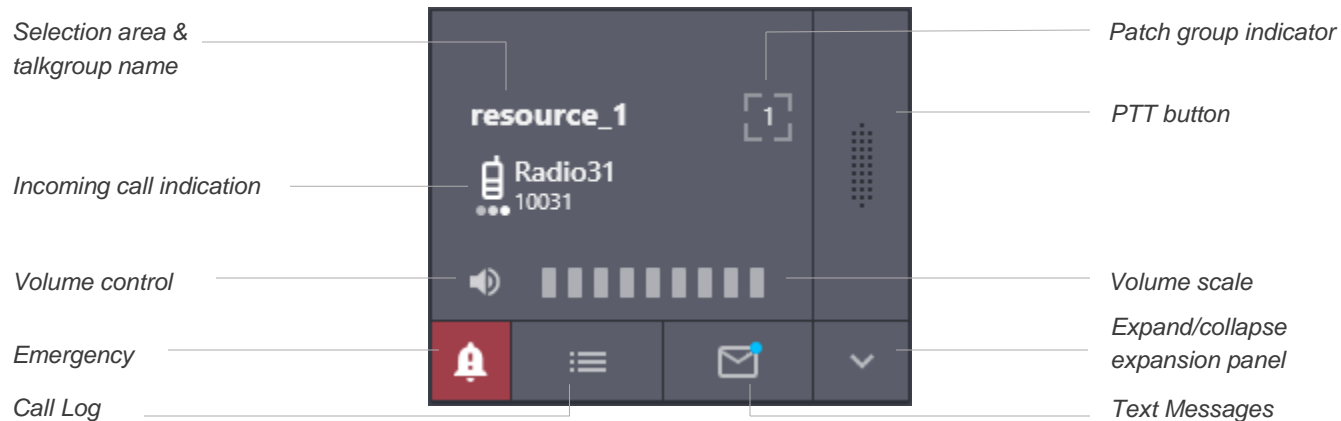 Selection area &
talkgroup name
Patch group indicator
resource_1
1
PTT button
Incoming call indication
Radio31
10031
Volume control
Volume scale
Emergency
Expand/collapse
expansion panel
Call Log
Text Messages